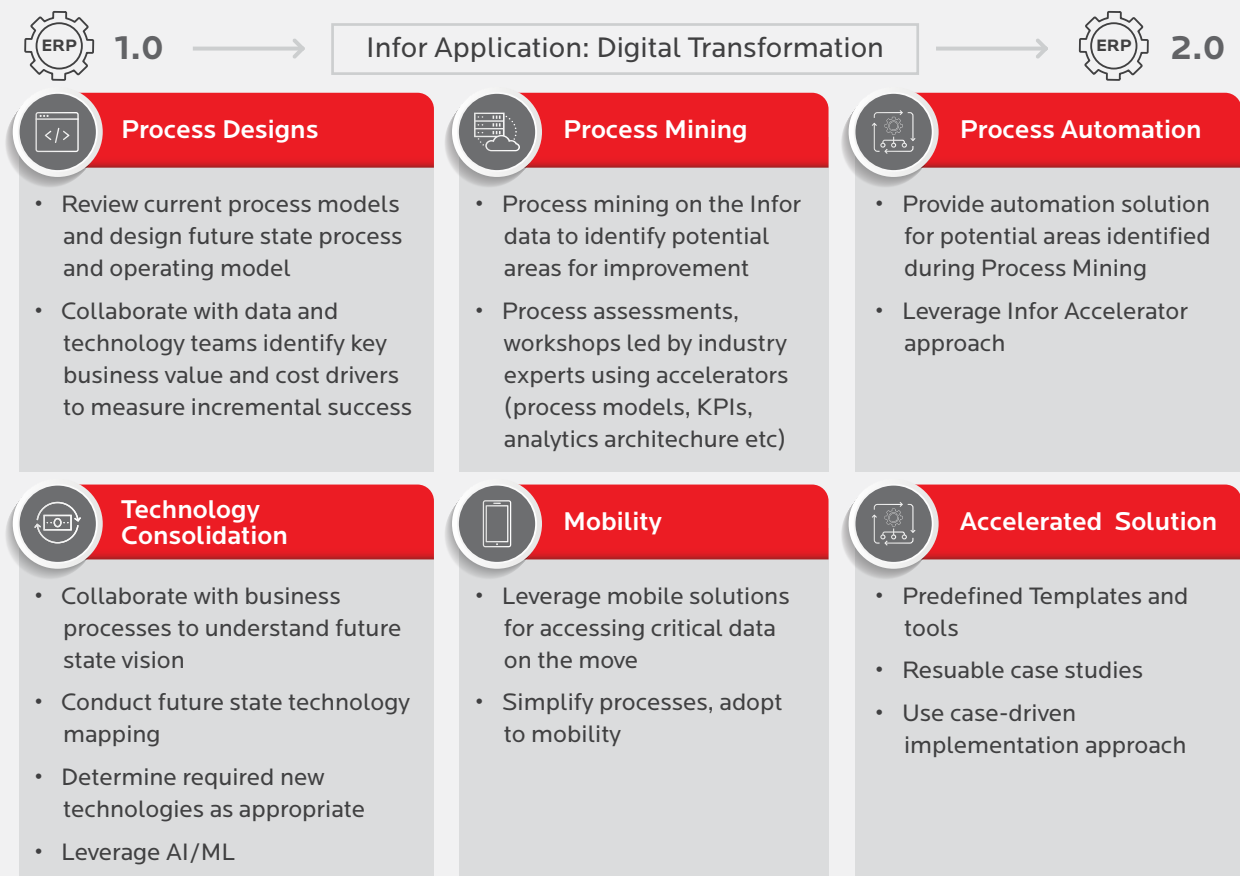 ERP 1.0 Infor Application: Digital Transformation ERP 2.0
Process Designs
• Review current process models
and design future state process
and operating model
• Collaborate with data and
technology teams identify key
business value and cost drivers
to measure incremental success
Process Mining
• Process mining on the Infor
data to identify potential
areas for improvement
• Process assessments,
workshops led by industry
experts using accelerators
(process models, KPIs,
analytics architechure etc)
Process Automation
• Provide automation solution
for potential areas identified
during Process Mining
• Leverage Infor Accelerator
approach
Technology
Consolidation
• Collaborate with business
processes to understand future
state vision
• Conduct future state technology
mapping
• Determine required new
technologies as appropriate
• Leverage AI/ML
Mobility
• Leverage mobile solutions
for accessing critical data
on the move
• Simplify processes, adopt
to mobility
Accelerated Solution
• Predefined Templates and
tools
• Resuable case studies
• Use case-driven
implementation approach